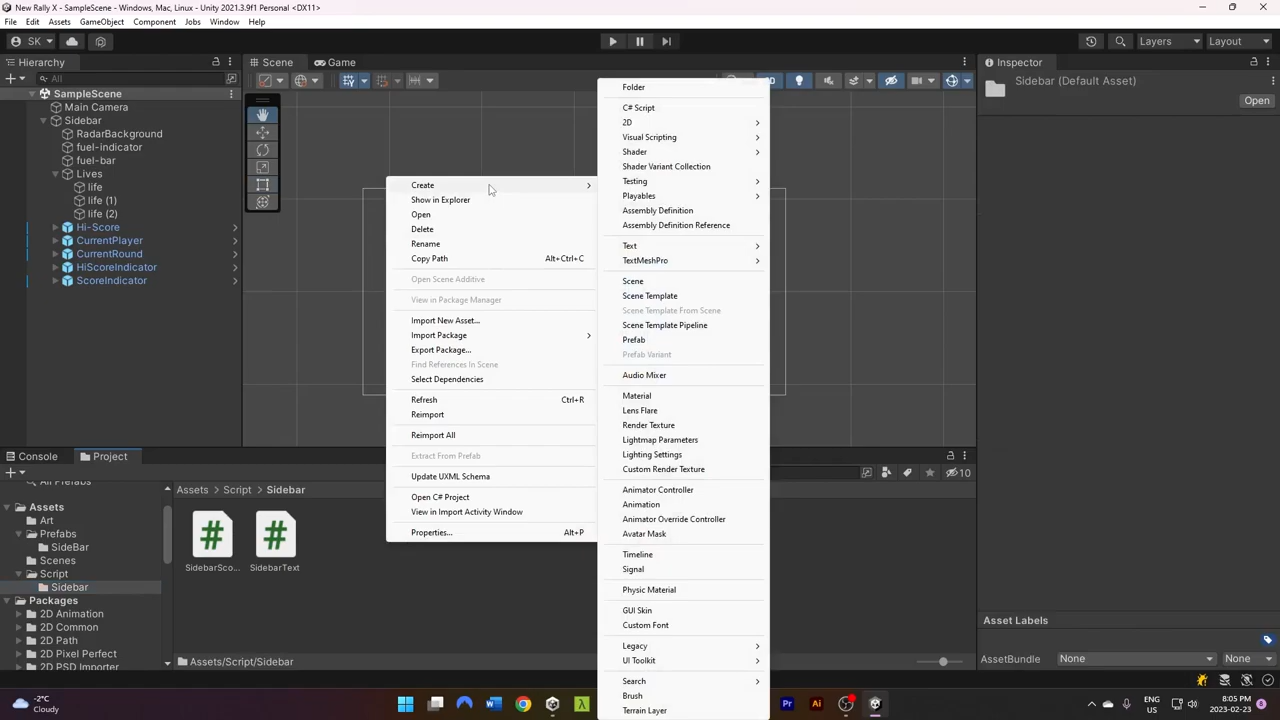 New Rally X - SampleScene - Windows, Mac, Linux - Unity 2021.3.9f1 Personal <DX11>
File Edit Assets GameObject Component Jobs Window Help
SK
Layers
Layout
Hierarchy
All
SampleScene
Main Camera
Sidebar
RadarBackground
fuel-indicator
fuel-bar
Lives
life
life (1)
life (2)
Hi-Score
CurrentPlayer
CurrentRound
HiScoreIndicator
ScoreIndicator
Scene
Game
Create
Show in Explorer
Open
Delete
Rename
Copy Path Alt+Ctrl+C
Open Scene Additive
View in Package Manager
Import New Asset...
Import Package
Export Package...
Find References In Scene
Select Dependencies
Refresh Ctrl+R
Reimport
Reimport All
Extract From Prefab
Update UXML Schema
Open C# Project
View in Import Activity Window
Properties... Alt+P
Folder
C# Script
2D
Visual Scripting
Shader
Shader Variant Collection
Testing
Playables
Assembly Definition
Assembly Definition Reference
Text
TextMeshPro
Scene
Scene Template
Scene Template From Scene
Scene Template Pipeline
Prefab
Prefab Variant
Audio Mixer
Material
Lens Flare
Render Texture
Lightmap Parameters
Lighting Settings
Custom Render Texture
Animator Controller
Animation
Animator Override Controller
Avatar Mask
Timeline
Signal
Physic Material
GUI Skin
Custom Font
Legacy
UI Toolkit
Search
Brush
Terrain Layer
Inspector
Sidebar (Default Asset)
Open
Asset Labels
AssetBundle None None
Console
Project
10
All Prefabs
Assets
Art
Prefabs
SideBar
Scenes
Script
Sidebar
Packages
2D Animation
2D Common
2D Path
2D Pixel Perfect
2D PSD Importer
Assets > Script > Sidebar
SidebarSco...
SidebarText
Assets/Script/Sidebar
-2°C
Cloudy
ENG
US
8:05 PM
2023-02-23